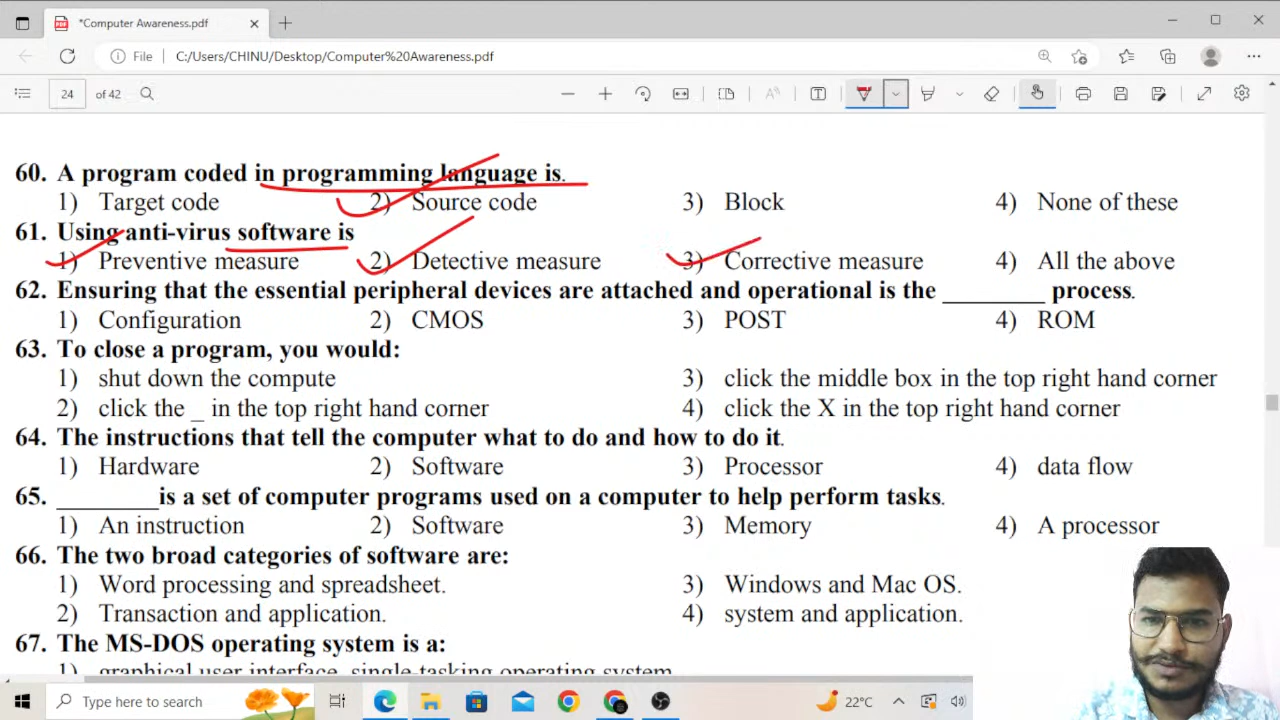 *Computer Awareness.pdf
File C:/Users/CHINU/Desktop/Computer%20Awareness.pdf
24 of 42
60. A program coded in programming language is.
1) Target code 2) Source code 3) Block 4) None of these
61. Using anti-virus software is
1) Preventive measure 2) Detective measure 3) Corrective measure 4) All the above
62. Ensuring that the essential peripheral devices are attached and operational is the ________ process.
1) Configuration 2) CMOS 3) POST 4) ROM
63. To close a program, you would:
1) shut down the compute 3) click the middle box in the top right hand corner
2) click the _ in the top right hand corner 4) click the X in the top right hand corner
64. The instructions that tell the computer what to do and how to do it.
1) Hardware 2) Software 3) Processor 4) data flow
65. ________is a set of computer programs used on a computer to help perform tasks.
1) An instruction 2) Software 3) Memory 4) A processor
66. The two broad categories of software are:
1) Word processing and spreadsheet. 3) Windows and Mac OS.
2) Transaction and application. 4) system and application.
67. The MS-DOS operating system is a:
1) graphical user interface, single-tasking operating system
Type here to search 22°C